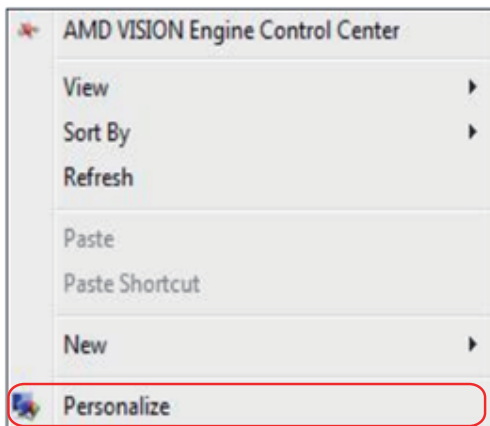 AMD VISION Engine Control Center
View
Sort By
Refresh
Paste
Paste Shortcut
New
Personalize